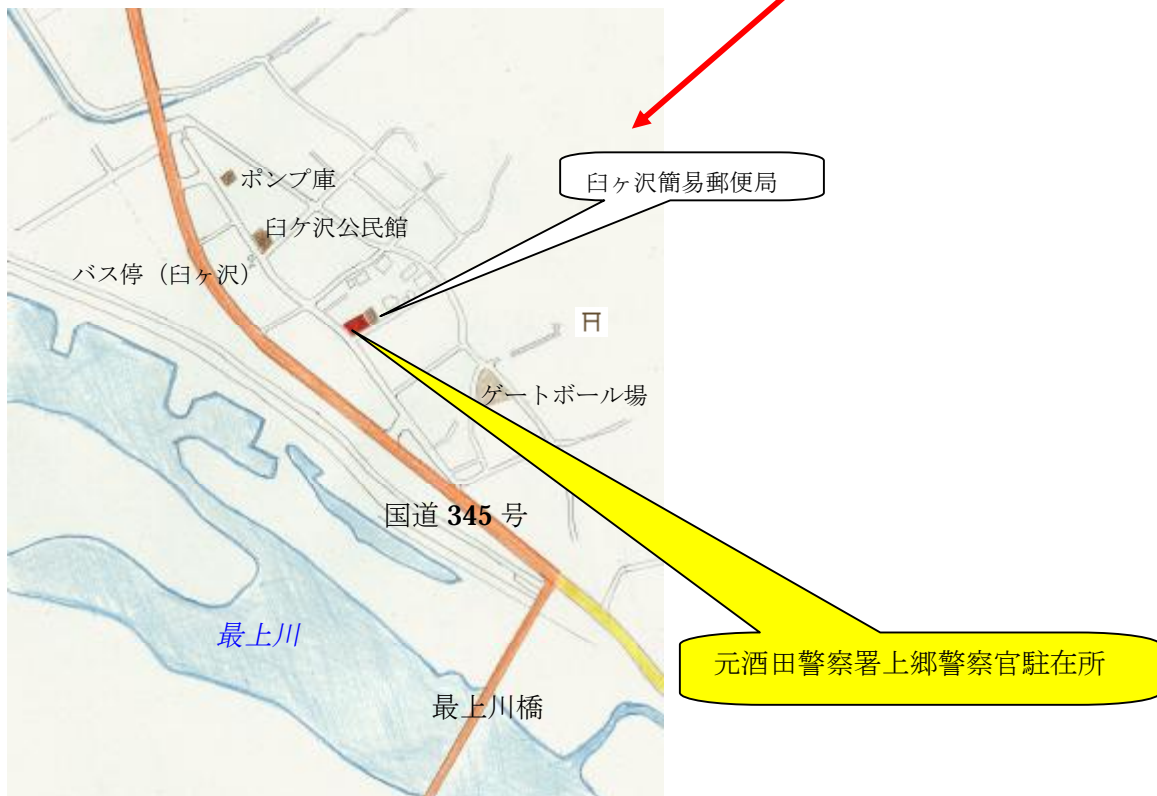 ポンプ庫
臼ヶ沢簡易郵便局
臼ケ沢公民館
バス停（臼ヶ沢）
ゲートボール場
国道 345 号
最上川
元酒田警察署上郷警察官駐在所
最上川橋